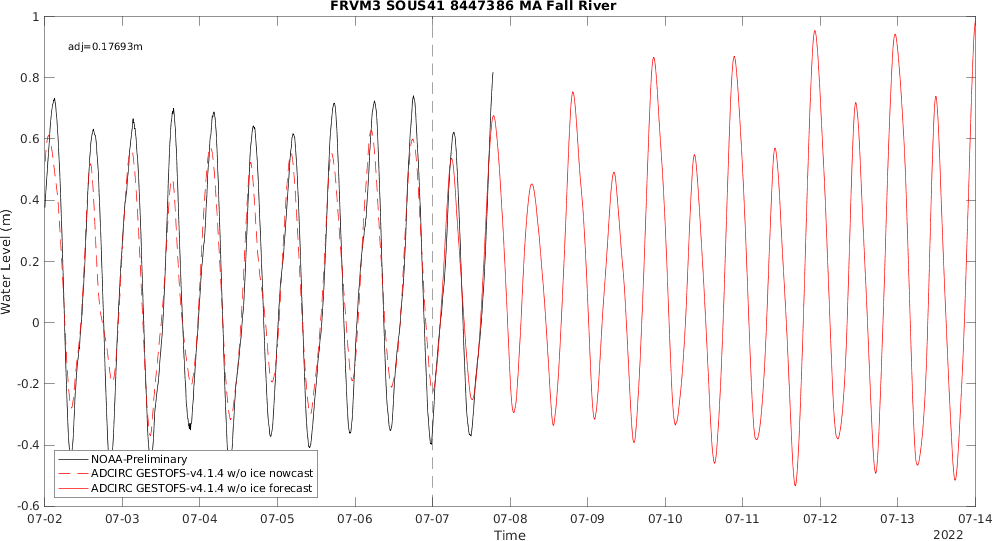 FRVM3 SOUS41 8447386 MA Fall River
adj=0.17693m
1
0.8
0.6
0.4
0.2
0
-0.2
-0.4
-0.6
Water Level (m)
NOAA-Preliminary
ADCIRC GESTOFS-v4.1.4 w/o ice nowcast
ADCIRC GESTOFS-v4.1.4 w/o ice forecast
07-02 07-03 07-04 07-05 07-06 07-07 07-08 07-09 07-10 07-11 07-12 07-13 07-14
Time
2022